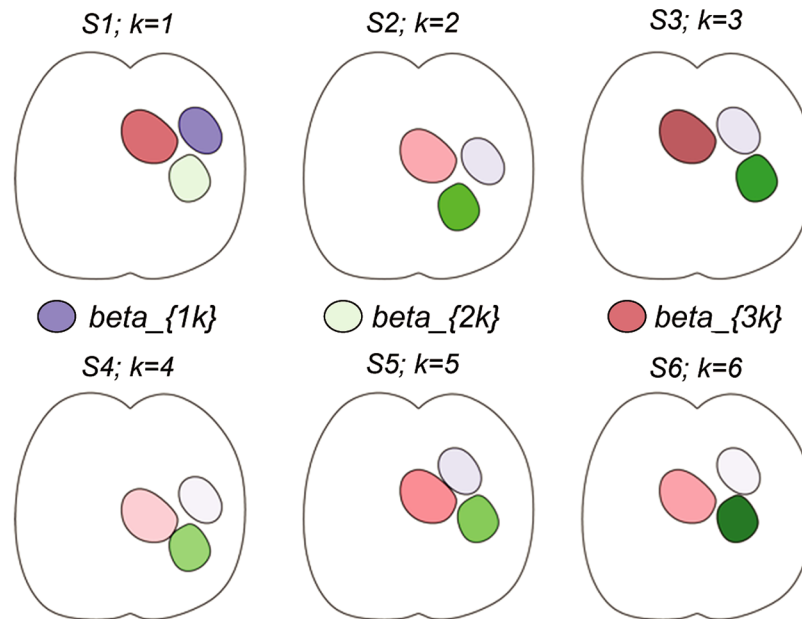 S1; k=1
S2; k=2
S3; k=3
beta_{1k}
beta_{2k}
beta_{3k}
S4; k=4
S5; k=5
S6; k=6